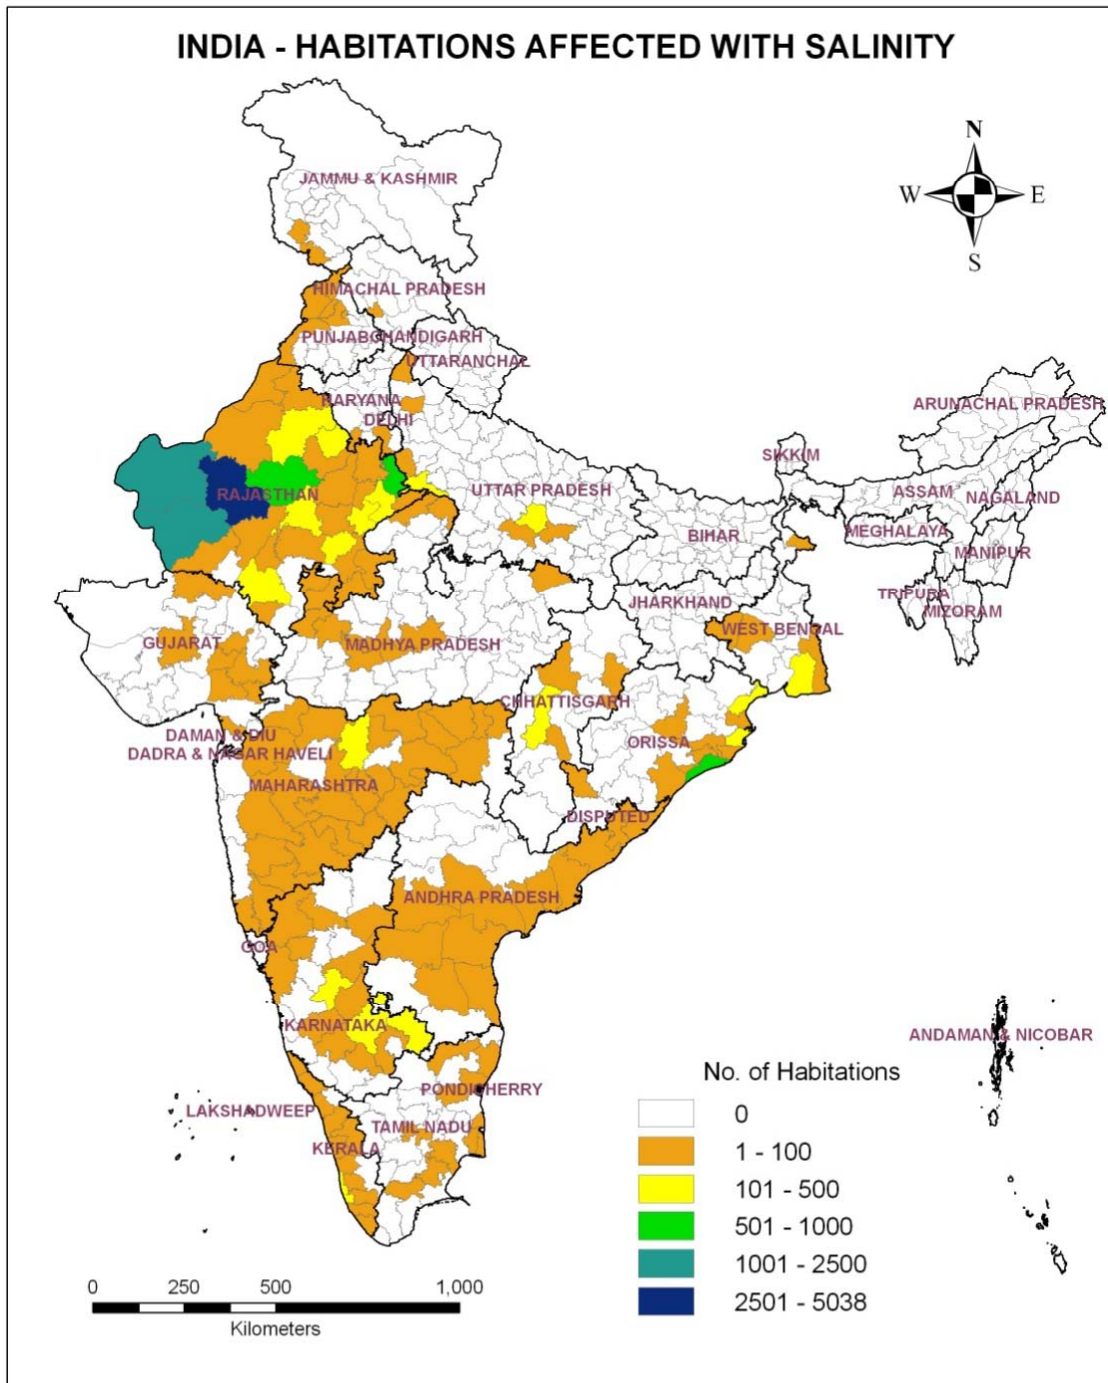 INDIA - HABITATIONS AFFECTED WITH SALINITY
N
W
E
S
JAMMU & KASHMIR
HIMACHAL PRADESH
PUNJAB
CHANDIGARH
UTTARANCHAL
HARYANA
DELHI
ARUNACHAL PRADESH
SIKKIM
RAJASTHAN
UTTAR PRADESH
ASSAM
NAGALAND
BIHAR
MEGHALAYA
MANIPUR
TRIPURA
MIZORAM
JHARKHAND
WEST BENGAL
GUJARAT
MADHYA PRADESH
CHHATTISGARH
DAMAN & DIU
DADRA & NAGAR HAVELI
ORISSA
MAHARASHTRA
DISPUTED
ANDHRA PRADESH
GOA
KARNATAKA
ANDAMAN & NICOBAR
PONDICHERRY
LAKSHADWEEP
TAMIL NADU
KERALA
No. of Habitations
0
1 - 100
101 - 500
501 - 1000
1001 - 2500
2501 - 5038
0 250 500 1,000
Kilometers